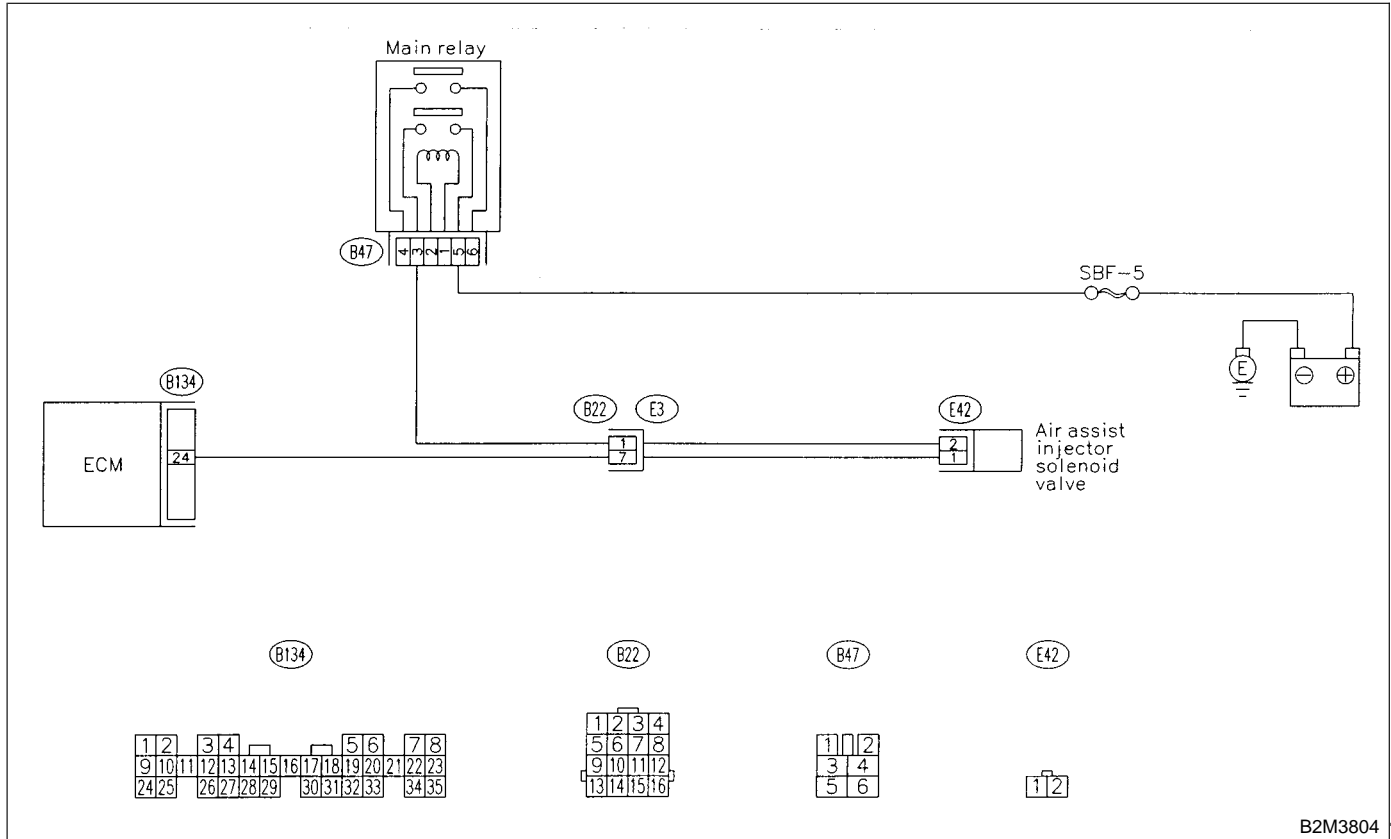 Main relay
B47
4 3 2 1 5 6
SBF-5
E
⊖ ⊕
B134
B22 E3
E42
ECM
24
1
7
2
1
Air assist
injector
solenoid
valve
B134
B22
B47
E42
1 2 3 4 5 6 7 8
9 10 11 12 13 14 15 16 17 18 19 20 21 22 23
24 25 26 27 28 29 30 31 32 33 34 35
1 2 3 4
5 6 7 8
9 10 11 12
13 14 15 16
1 2
3 4
5 6
1 2
B2M3804